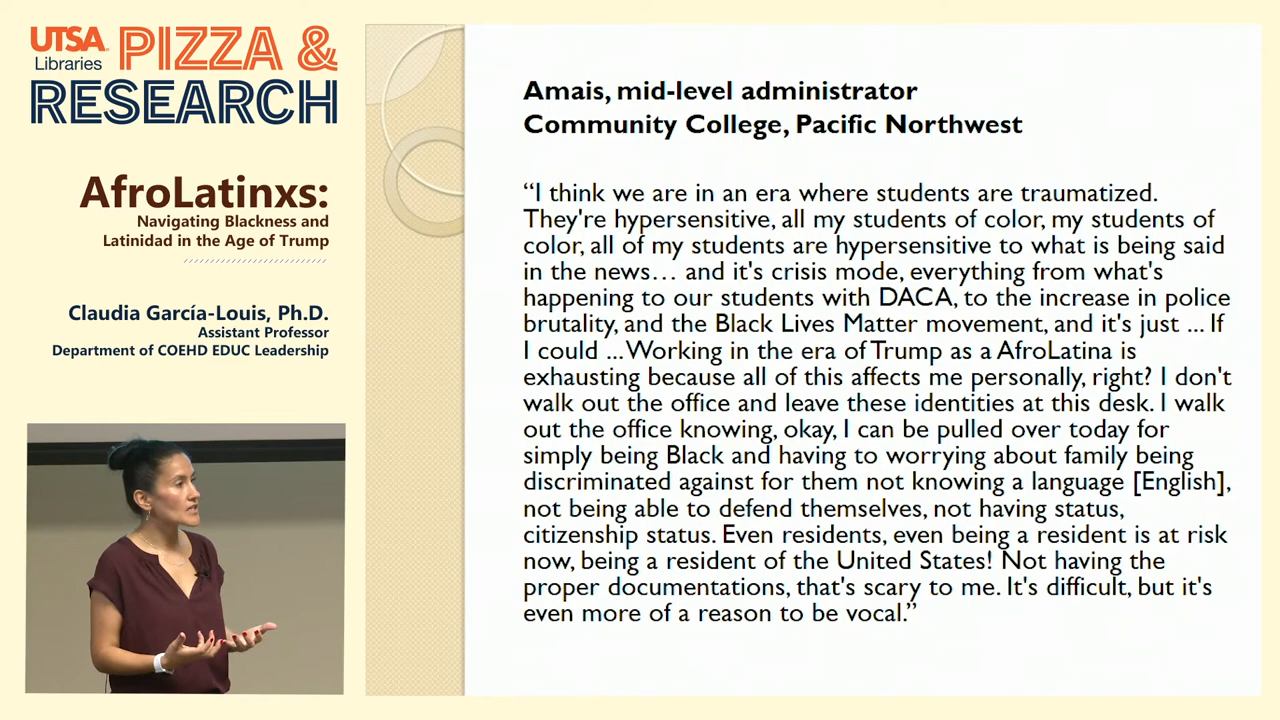 UTSA
Libraries
PIZZA &
RESEARCH
AfroLatinxs:
Navigating Blackness and
Latinidad in the Age of Trump
Claudia García-Louis, Ph.D.
Assistant Professor
Department of COEHD EDUC Leadership
Amais, mid-level administrator
Community College, Pacific Northwest
“I think we are in an era where students are traumatized.
They're hypersensitive, all my students of color, my students of
color, all of my students are hypersensitive to what is being said
in the news… and it's crisis mode, everything from what's
happening to our students with DACA, to the increase in police
brutality, and the Black Lives Matter movement, and it's just ... If
I could ...Working in the era of Trump as a AfroLatina is
exhausting because all of this affects me personally, right? I don't
walk out the office and leave these identities at this desk. I walk
out the office knowing, okay, I can be pulled over today for
simply being Black and having to worrying about family being
discriminated against for them not knowing a language [English],
not being able to defend themselves, not having status,
citizenship status. Even residents, even being a resident is at risk
now, being a resident of the United States! Not having the
proper documentations, that's scary to me. It's difficult, but it's
even more of a reason to be vocal.”